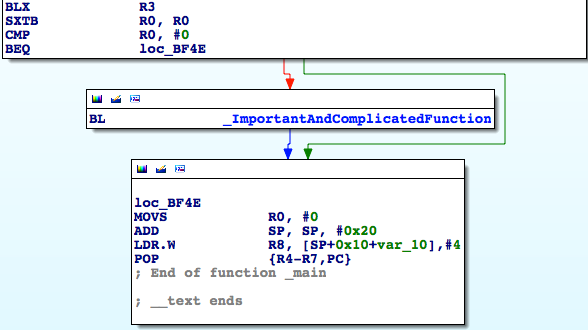 BLX R3
SXTB R0, R0
CMP R0, #0
BEQ loc_BF4E
BL _ImportantAndComplicatedFunction
loc_BF4E
MOVS R0, #0
ADD SP, SP, #0x20
LDR.W R8, [SP+0x10+var_10],#4
POP {R4-R7,PC}
; End of function _main
; __text ends